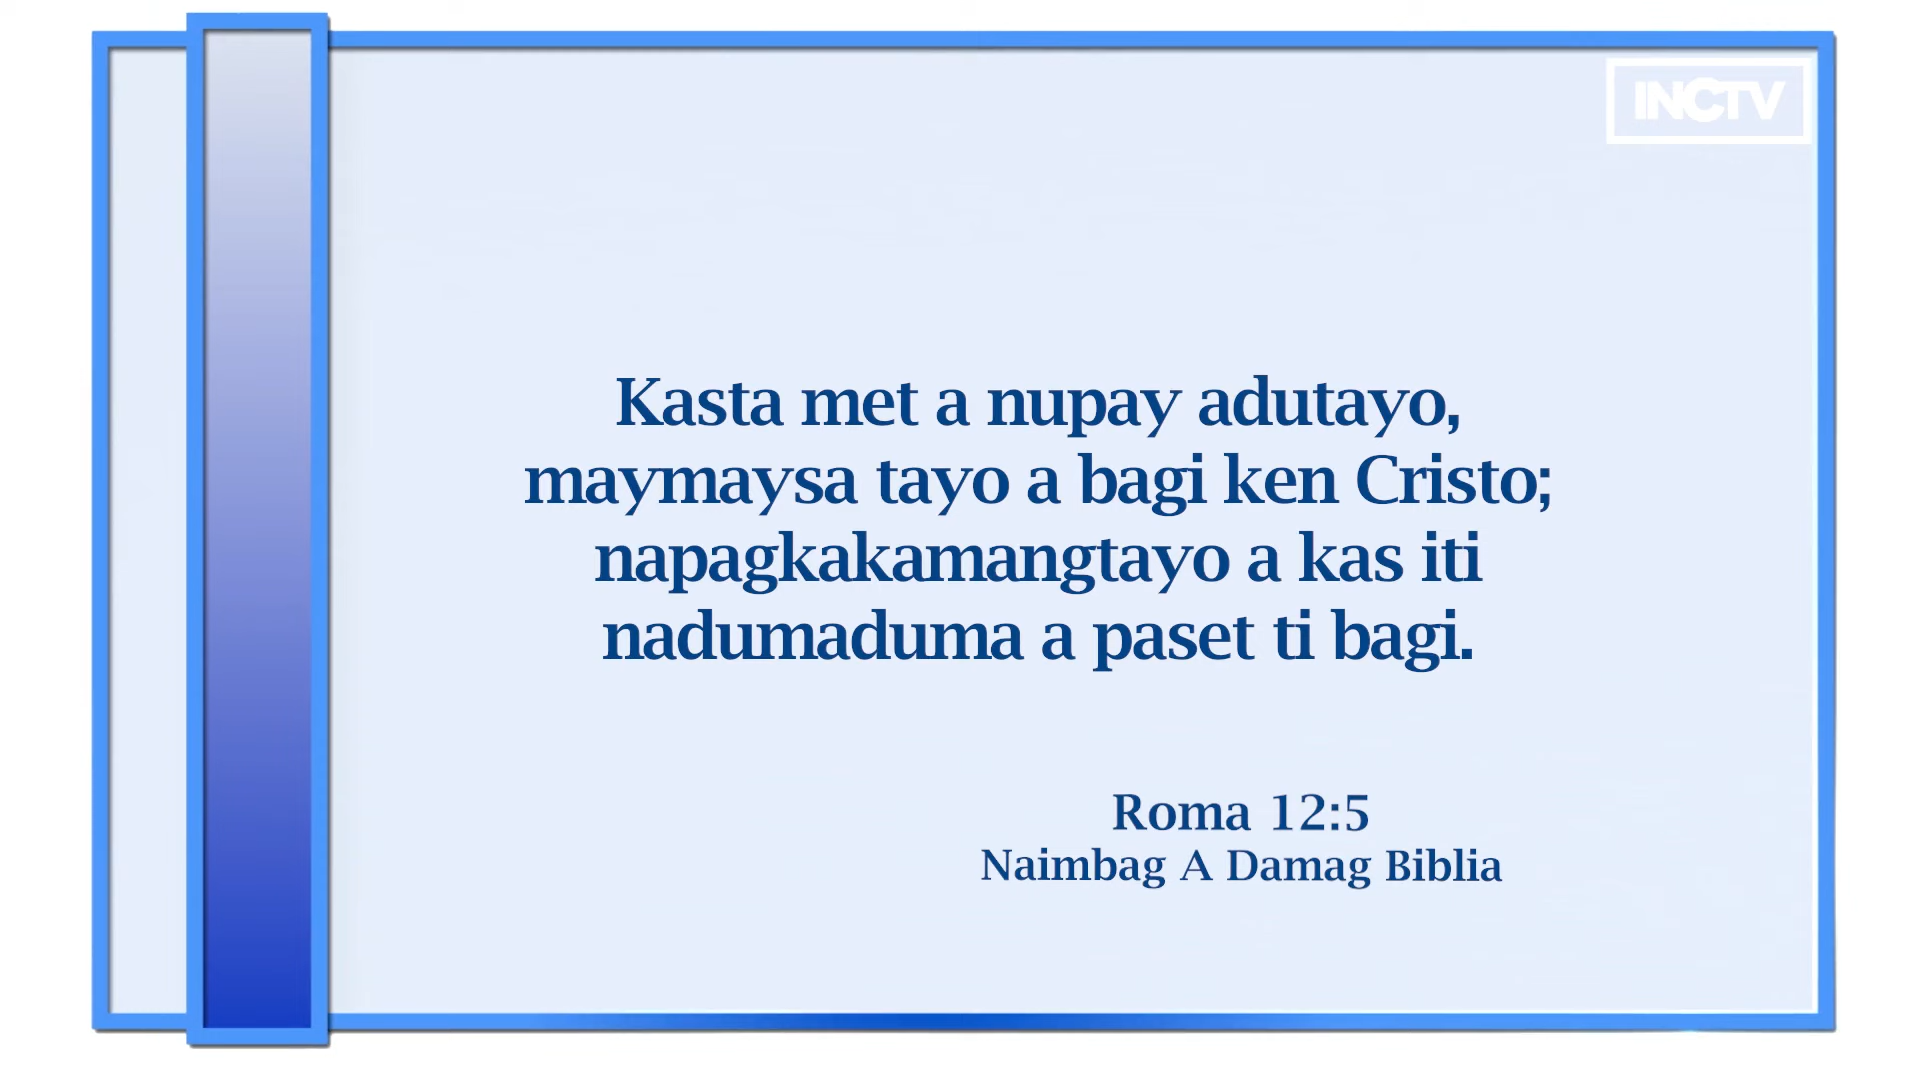 INCTV
Kasta met a nupay adutayo,
maymaysa tayo a bagi ken Cristo;
napagkakamangtayo a kas iti
nadumaduma a paset ti bagi.
Roma 12:5
Naimbag A Damag Biblia